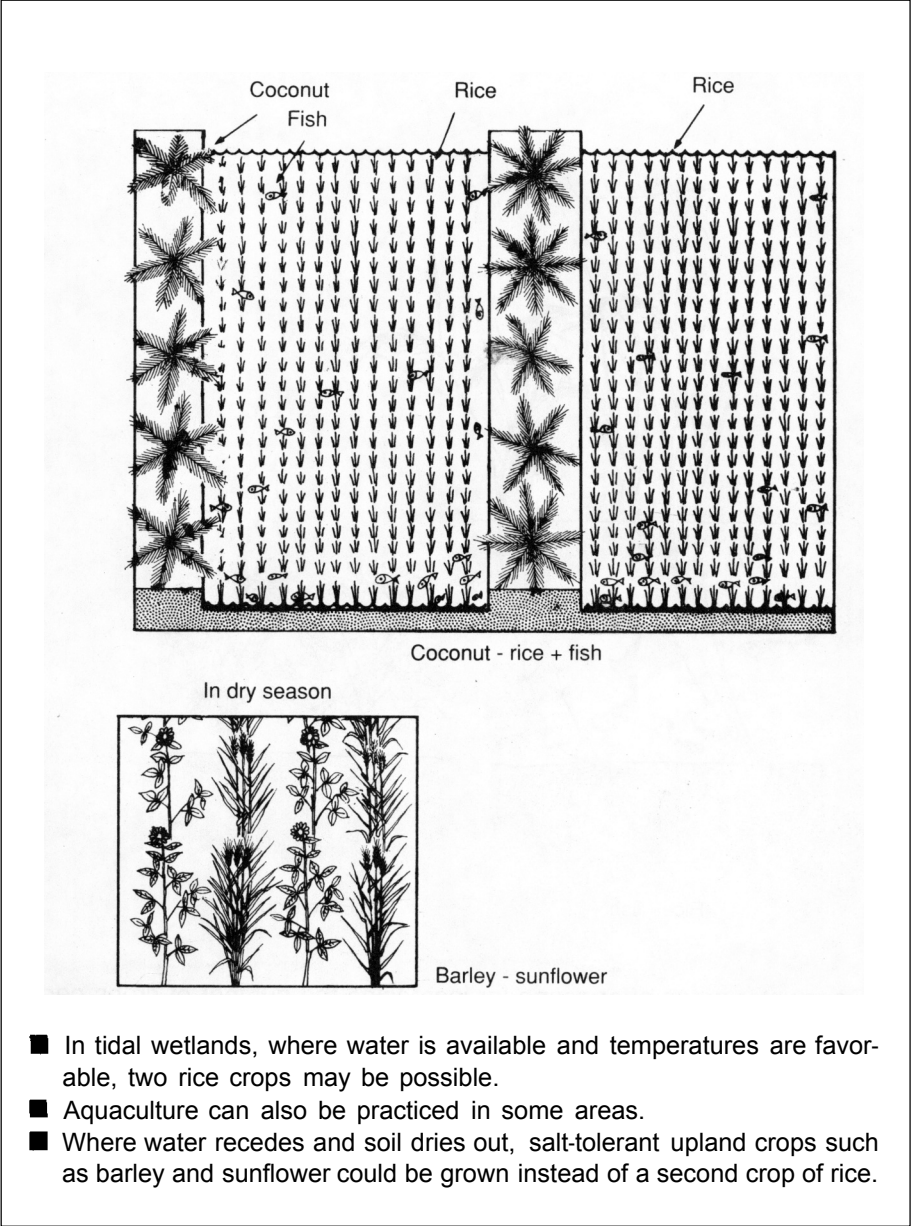 Coconut
Fish
Rice
Rice
Coconut - rice + fish
In dry season
Barley - sunflower
■ In tidal wetlands, where water is available and temperatures are favor-
able, two rice crops may be possible.
■ Aquaculture can also be practiced in some areas.
■ Where water recedes and soil dries out, salt-tolerant upland crops such
as barley and sunflower could be grown instead of a second crop of rice.